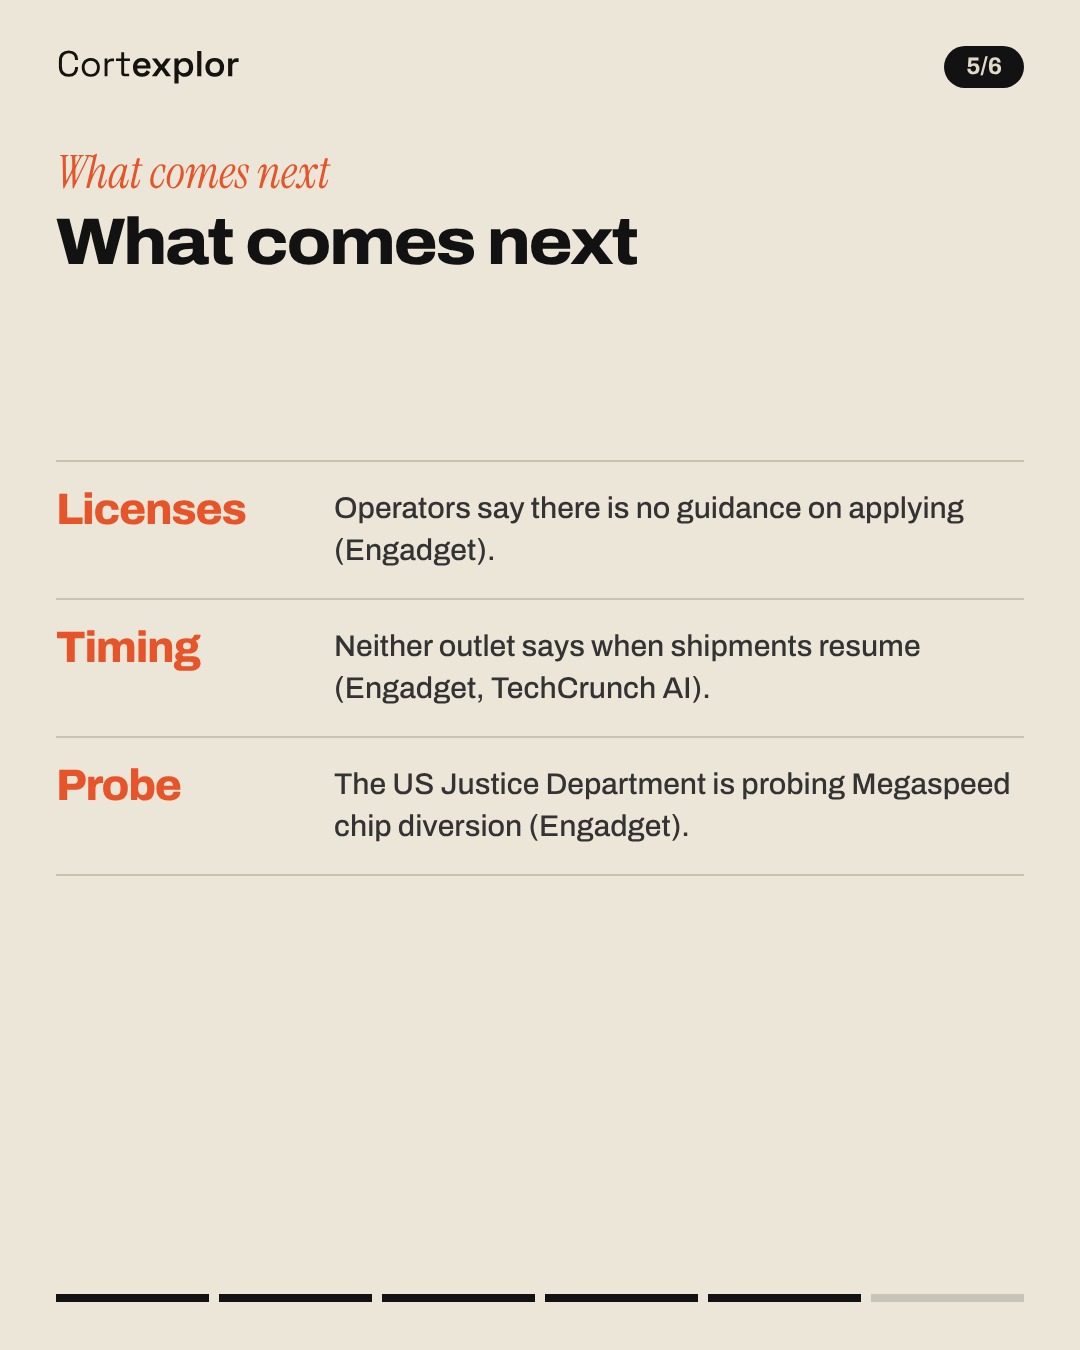 Cortexplor
5/6
What comes next
What comes next
Licenses
Operators say there is no guidance on applying
(Engadget).
Timing
Neither outlet says when shipments resume
(Engadget, TechCrunch AI).
Probe
The US Justice Department is probing Megaspeed
chip diversion (Engadget).